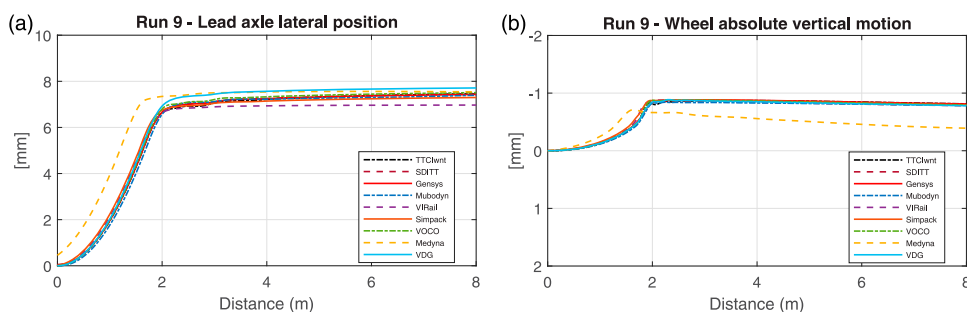 (a)
Run 9 - Lead axle lateral position
10
8
6
4
2
0
[mm]
0 2 4 6 8
Distance (m)
TTCIwnt
SDITT
Gensys
Mubodyn
VIRail
Simpack
VOCO
Medyna
VDG
(b)
Run 9 - Wheel absolute vertical motion
-2
-1
0
1
2
[mm]
0 2 4 6 8
Distance (m)
TTCIwnt
SDITT
Gensys
Mubodyn
VIRail
Simpack
VOCO
Medyna
VDG